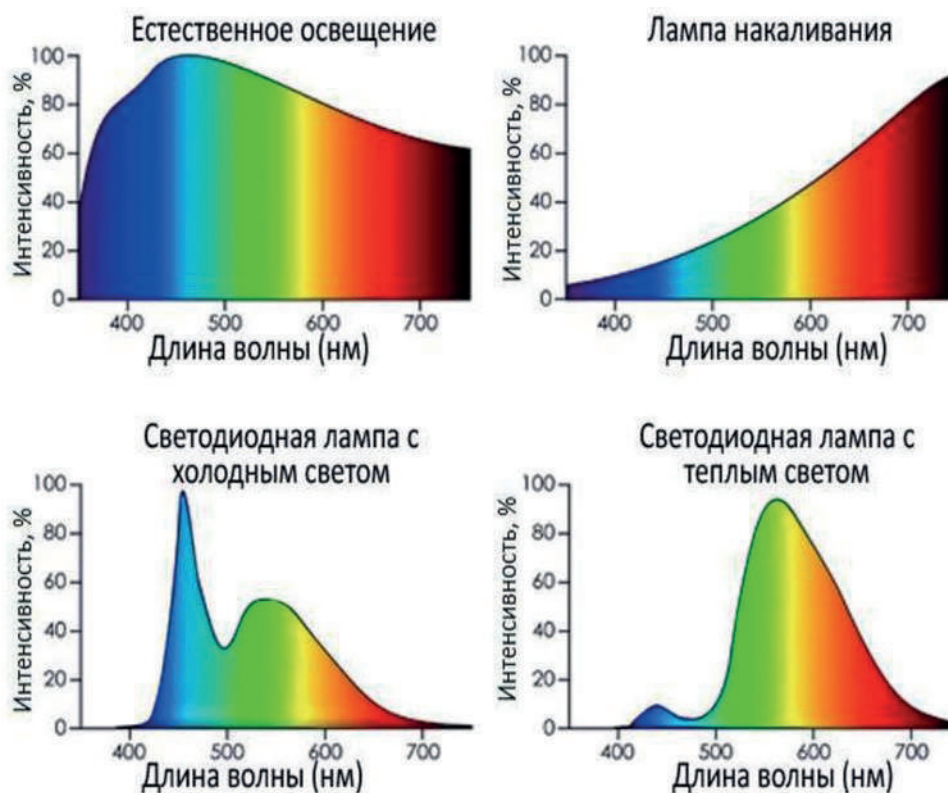 Естественное освещение
Интенсивность, %
100
80
60
40
20
0
400 500 600 700
Длина волны (нм)
Лампа накаливания
Интенсивность, %
100
80
60
40
20
0
400 500 600 700
Длина волны (нм)
Светодиодная лампа с
холодным светом
Интенсивность, %
100
80
60
40
20
0
400 500 600 700
Длина волны (нм)
Светодиодная лампа с
теплым светом
Интенсивность, %
100
80
60
40
20
0
400 500 600 700
Длина волны (нм)